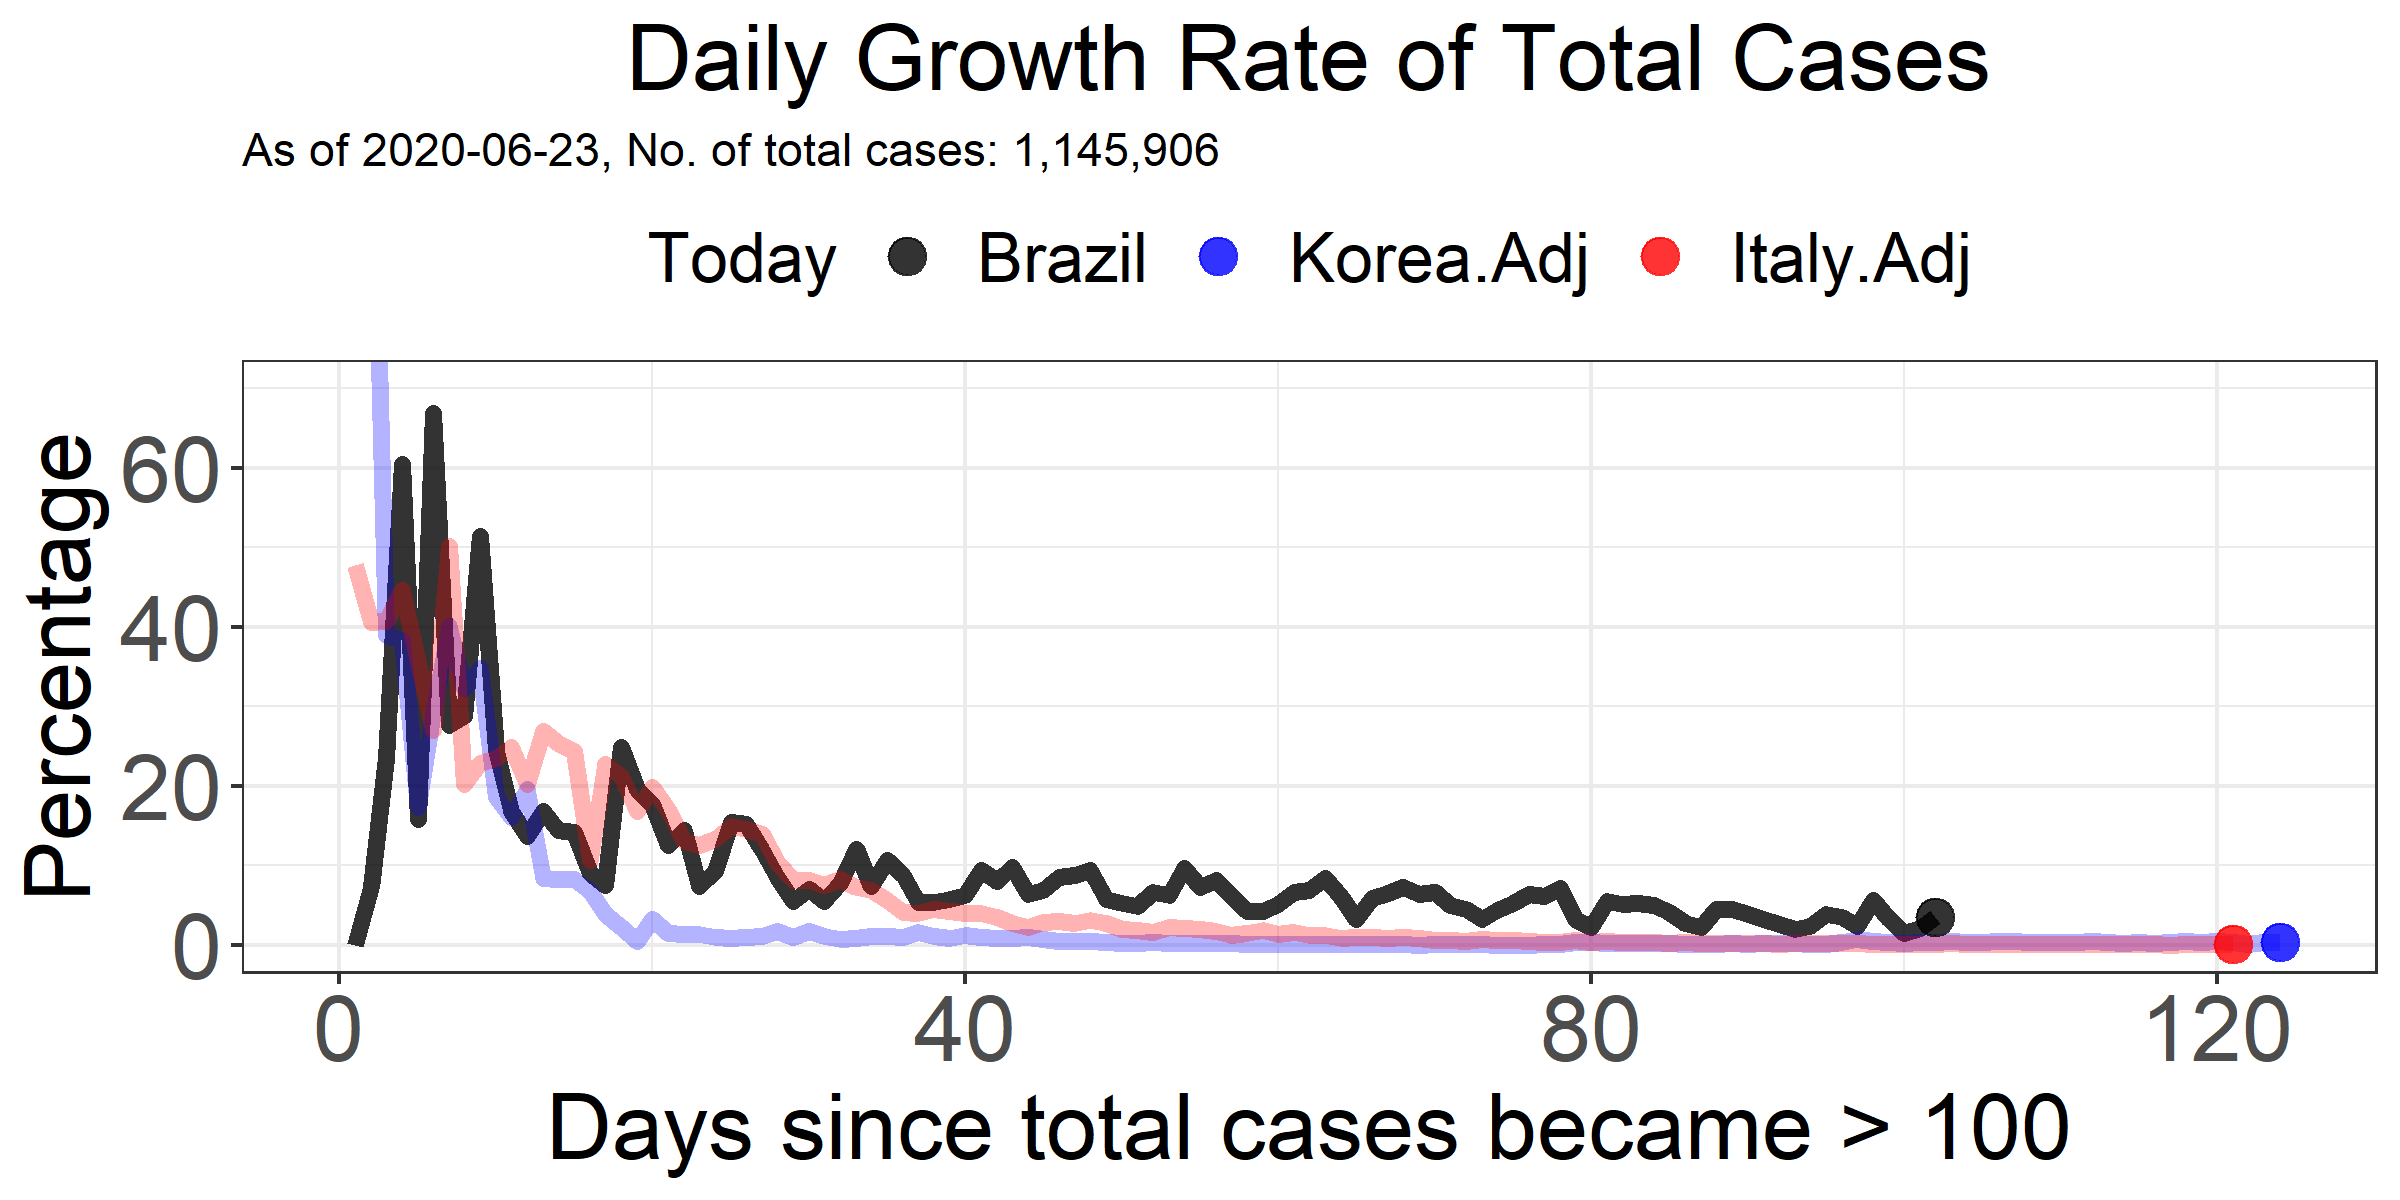 Daily Growth Rate of Total Cases
As of 2020-06-23, No. of total cases: 1,145,906
Today Brazil Korea.Adj Italy.Adj
Percentage
60
40
20
0
0 40 80 120
Days since total cases became > 100